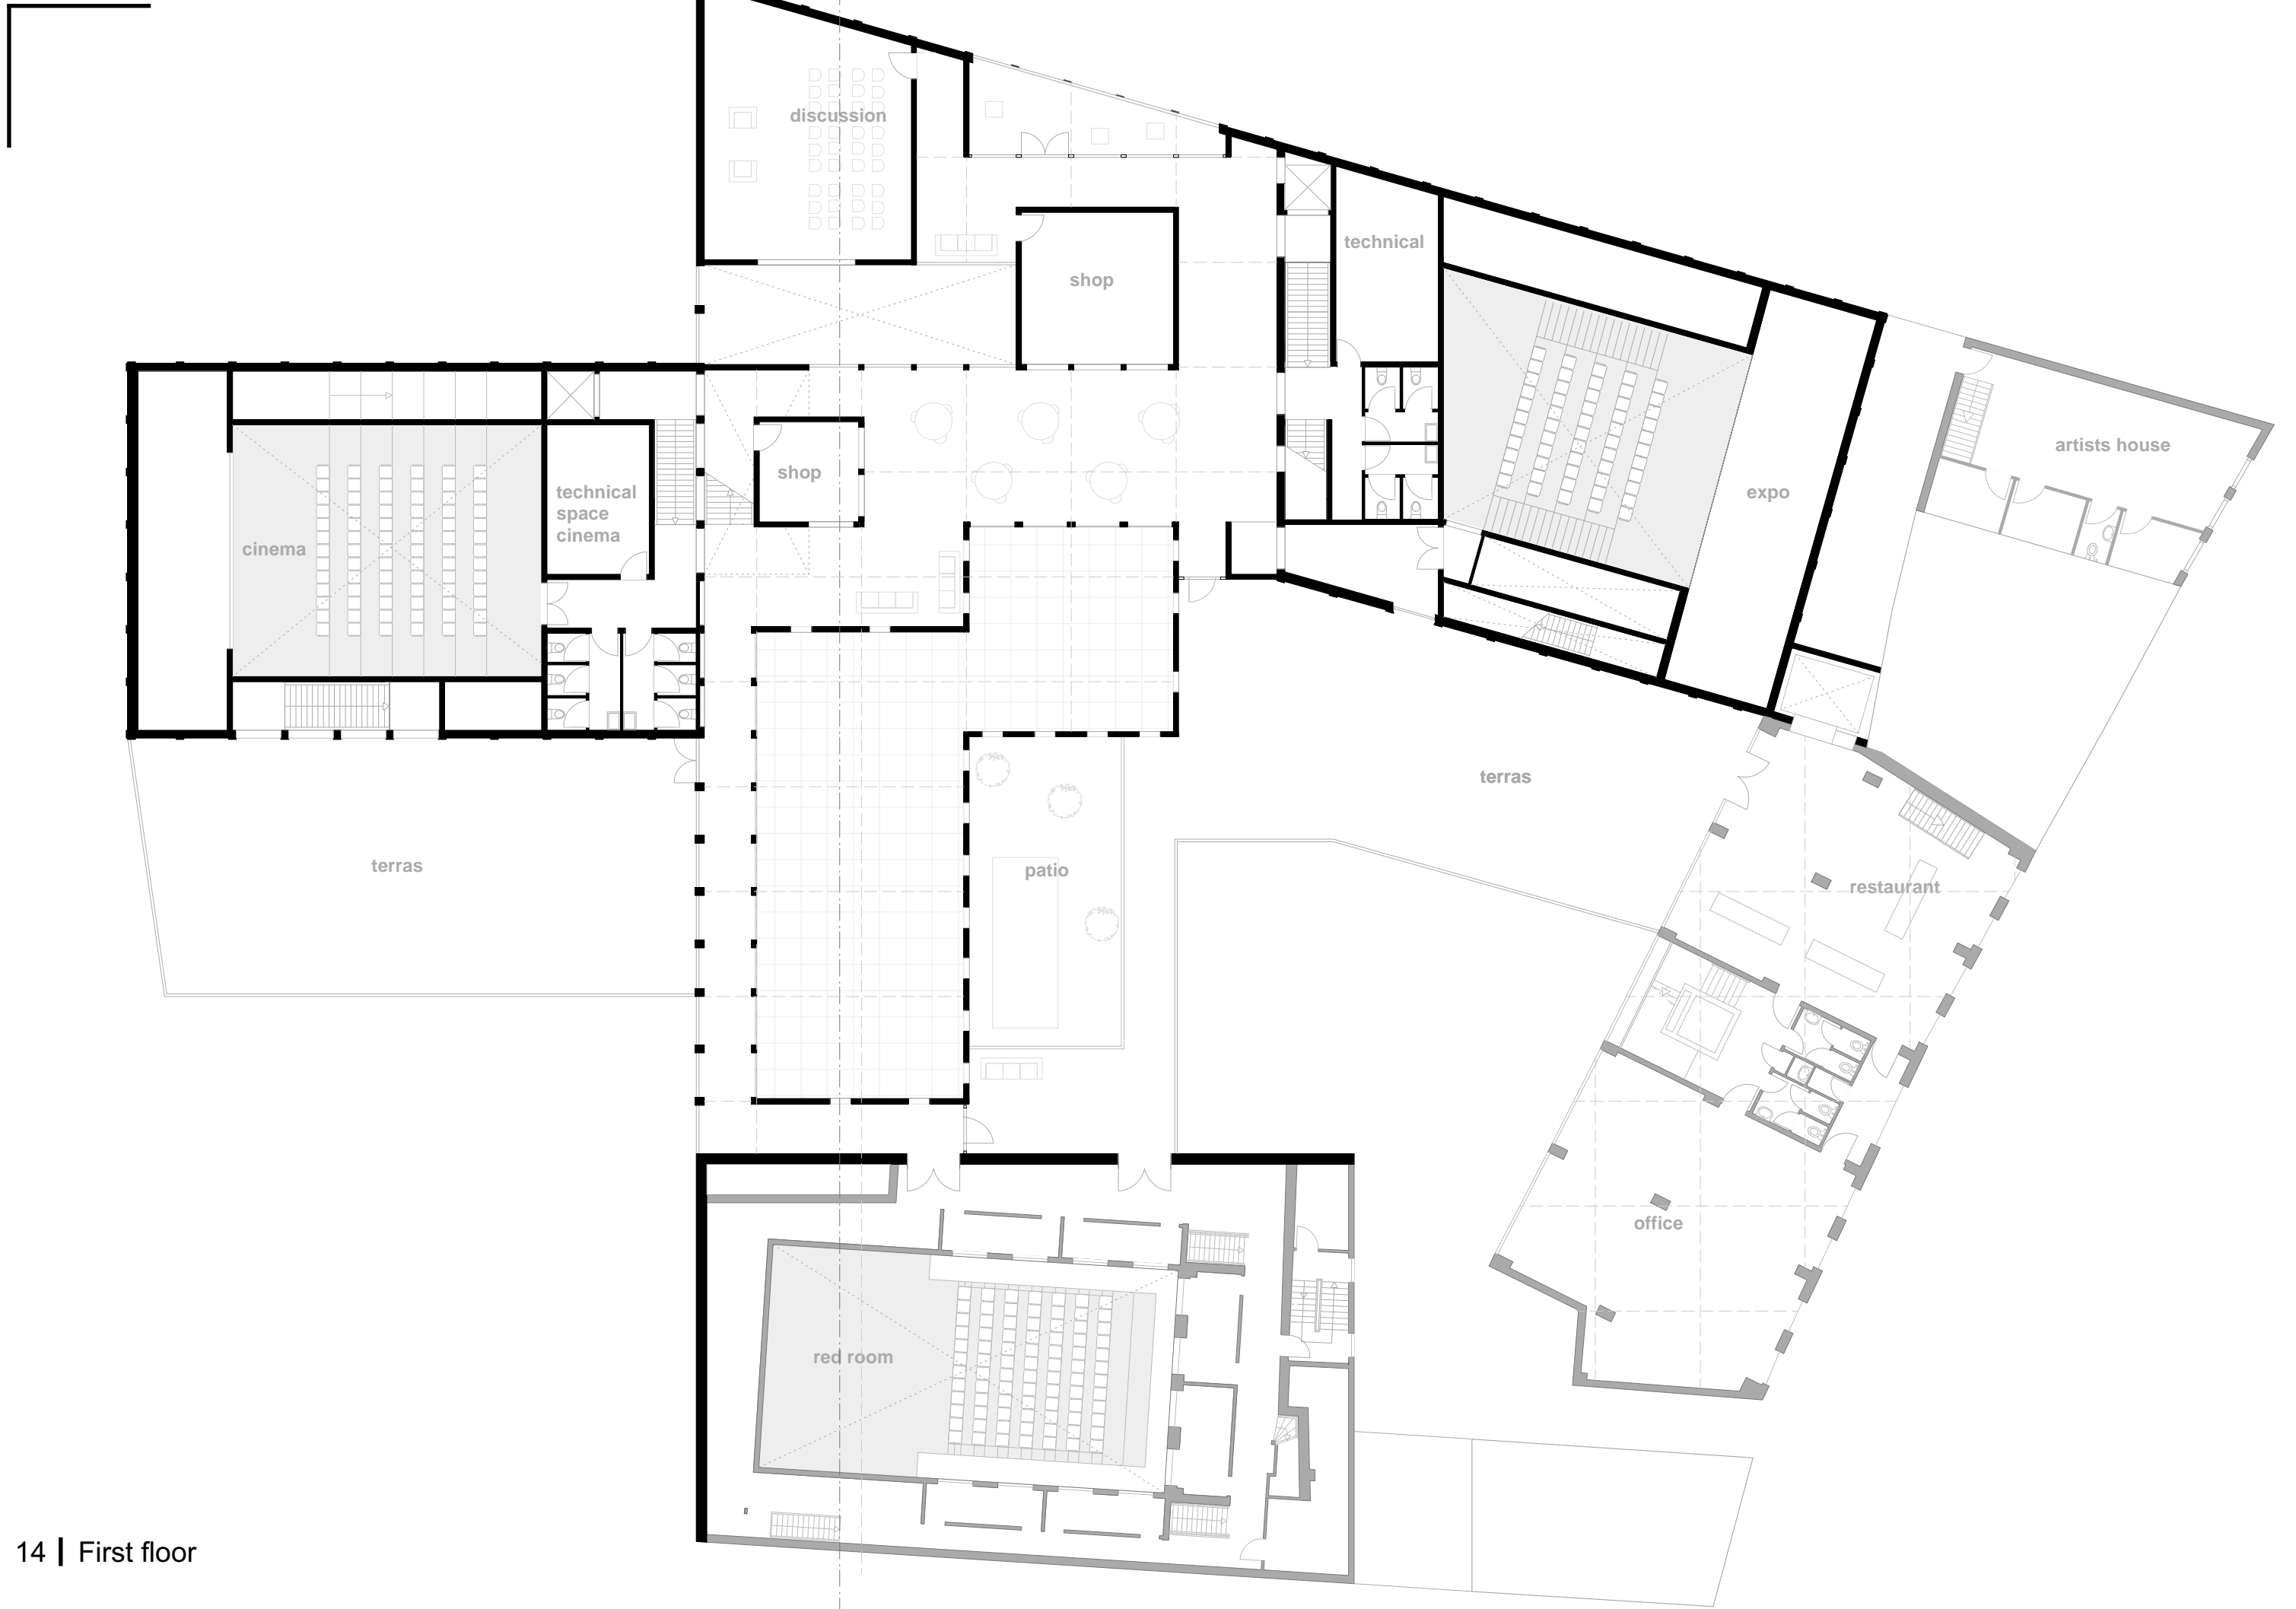 discussion
technical
shop
artists house
shop
technical
space
cinema
expo
cinema
terras
terras
patio
restaurant
office
red room
14 | First floor